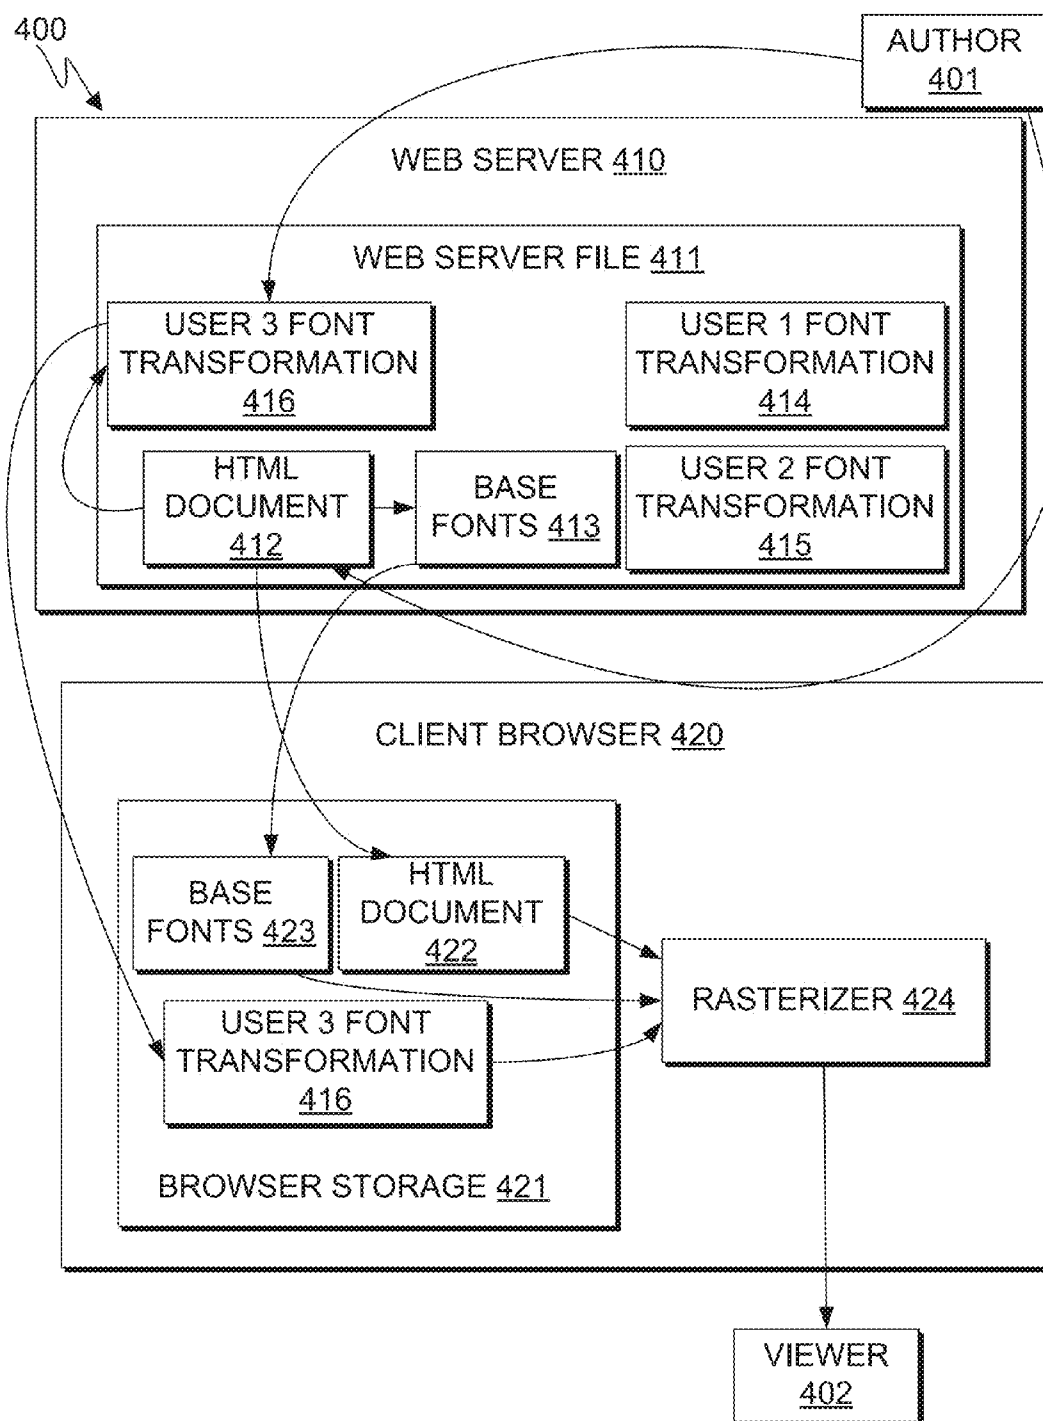 400
AUTHOR
401
WEB SERVER 410
WEB SERVER FILE 411
USER 3 FONT
TRANSFORMATION
416
USER 1 FONT
TRANSFORMATION
414
HTML
DOCUMENT
412
BASE
FONTS 413
USER 2 FONT
TRANSFORMATION
415
CLIENT BROWSER 420
BASE
FONTS 423
HTML
DOCUMENT
422
RASTERIZER 424
USER 3 FONT
TRANSFORMATION
416
BROWSER STORAGE 421
VIEWER
402